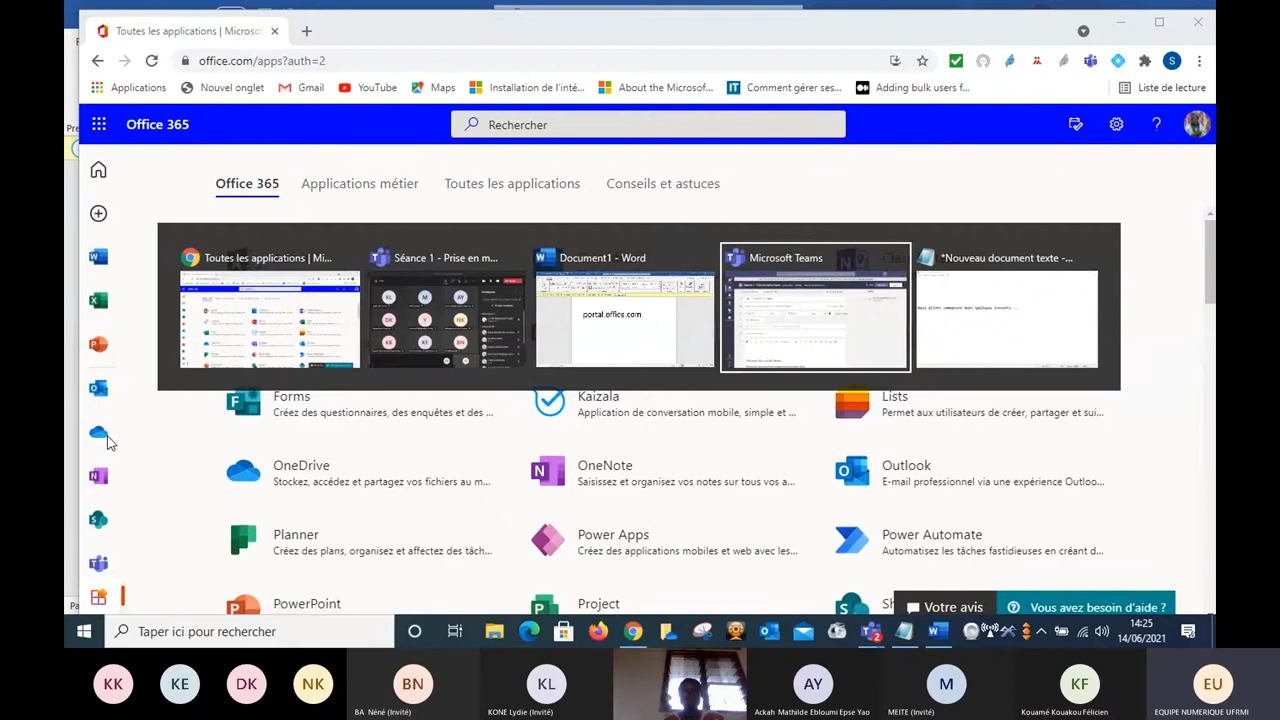 Toutes les applications | Microso
office.com/apps?auth=2
Applications
Nouvel onglet
Gmail
YouTube
Maps
Installation de l'inté...
About the Microsof...
Comment gérer ses...
Adding bulk users f...
Liste de lecture
Office 365
Rechercher
Office 365
Applications métier
Toutes les applications
Conseils et astuces
Toutes les applications | Mi...
Séance 1 - Prise en m...
Document1 - Word
Microsoft Teams
*Nouveau document texte -...
portal.office.com
Forms
Créez des questionnaires, des enquêtes et des ...
Kaizala
Application de conversation mobile, simple et ...
Lists
Permet aux utilisateurs de créer, partager et sui...
OneDrive
Stockez, accédez et partagez vos fichiers au m...
OneNote
Saisissez et organisez vos notes sur tous vos a...
Outlook
E-mail professionnel via une expérience Outloo...
Planner
Créez des plans, organisez et affectez des tâch...
Power Apps
Créez des applications mobiles et web avec les...
Power Automate
Automatisez les tâches fastidieuses en créant d...
PowerPoint
Project
Sh
Votre avis
Vous avez besoin d'aide ?
Taper ici pour rechercher
14:25
14/06/2021
KK
KE
DK
NK
BN
BA Néné (Invité)
KL
KONE Lydie (Invité)
AY
Ackah Mathilde Ebloumi Epse Yao
M
MEITE (Invité)
KF
Kouamé Kouakou Félicien
EU
EQUIPE NUMERIQUE UFRMI